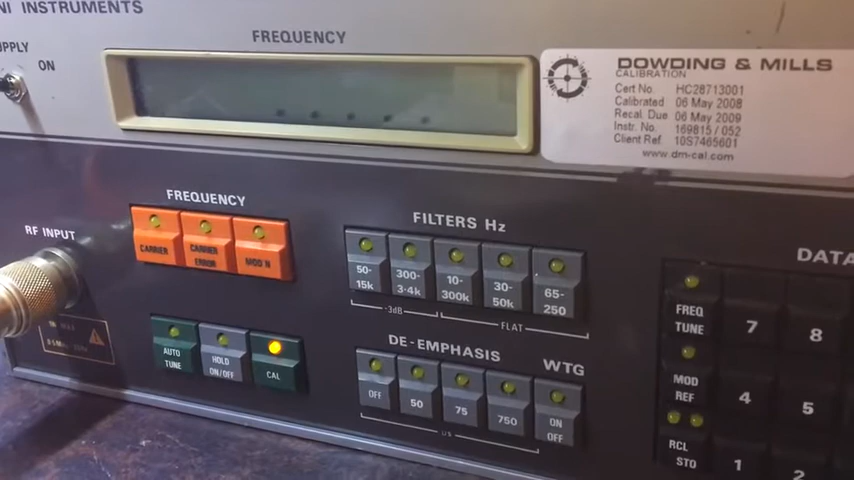 NI INSTRUMENTS
SUPPLY
ON
FREQUENCY
DOWDING & MILLS
CALIBRATION
Cert No. HC28713001
Calibrated 06 May 2008
Recal. Due 06 May 2009
Instr. No. 169815 / 052
Client Ref 10S7465601
www.dm-cal.com
RF INPUT
FREQUENCY
CARRIER
CARRIER
ERROR
MOD N
AUTO
TUNE
HOLD
ON/OFF
CAL
FILTERS Hz
50-
15k
300-
3·4k
10-
300k
30-
50k
65-
250
-3dB
FLAT
DE-EMPHASIS
WTG
OFF
50
75
750
ON
OFF
US
DATA
FREQ
TUNE
7
8
MOD
REF
4
5
RCL
STO
1
2